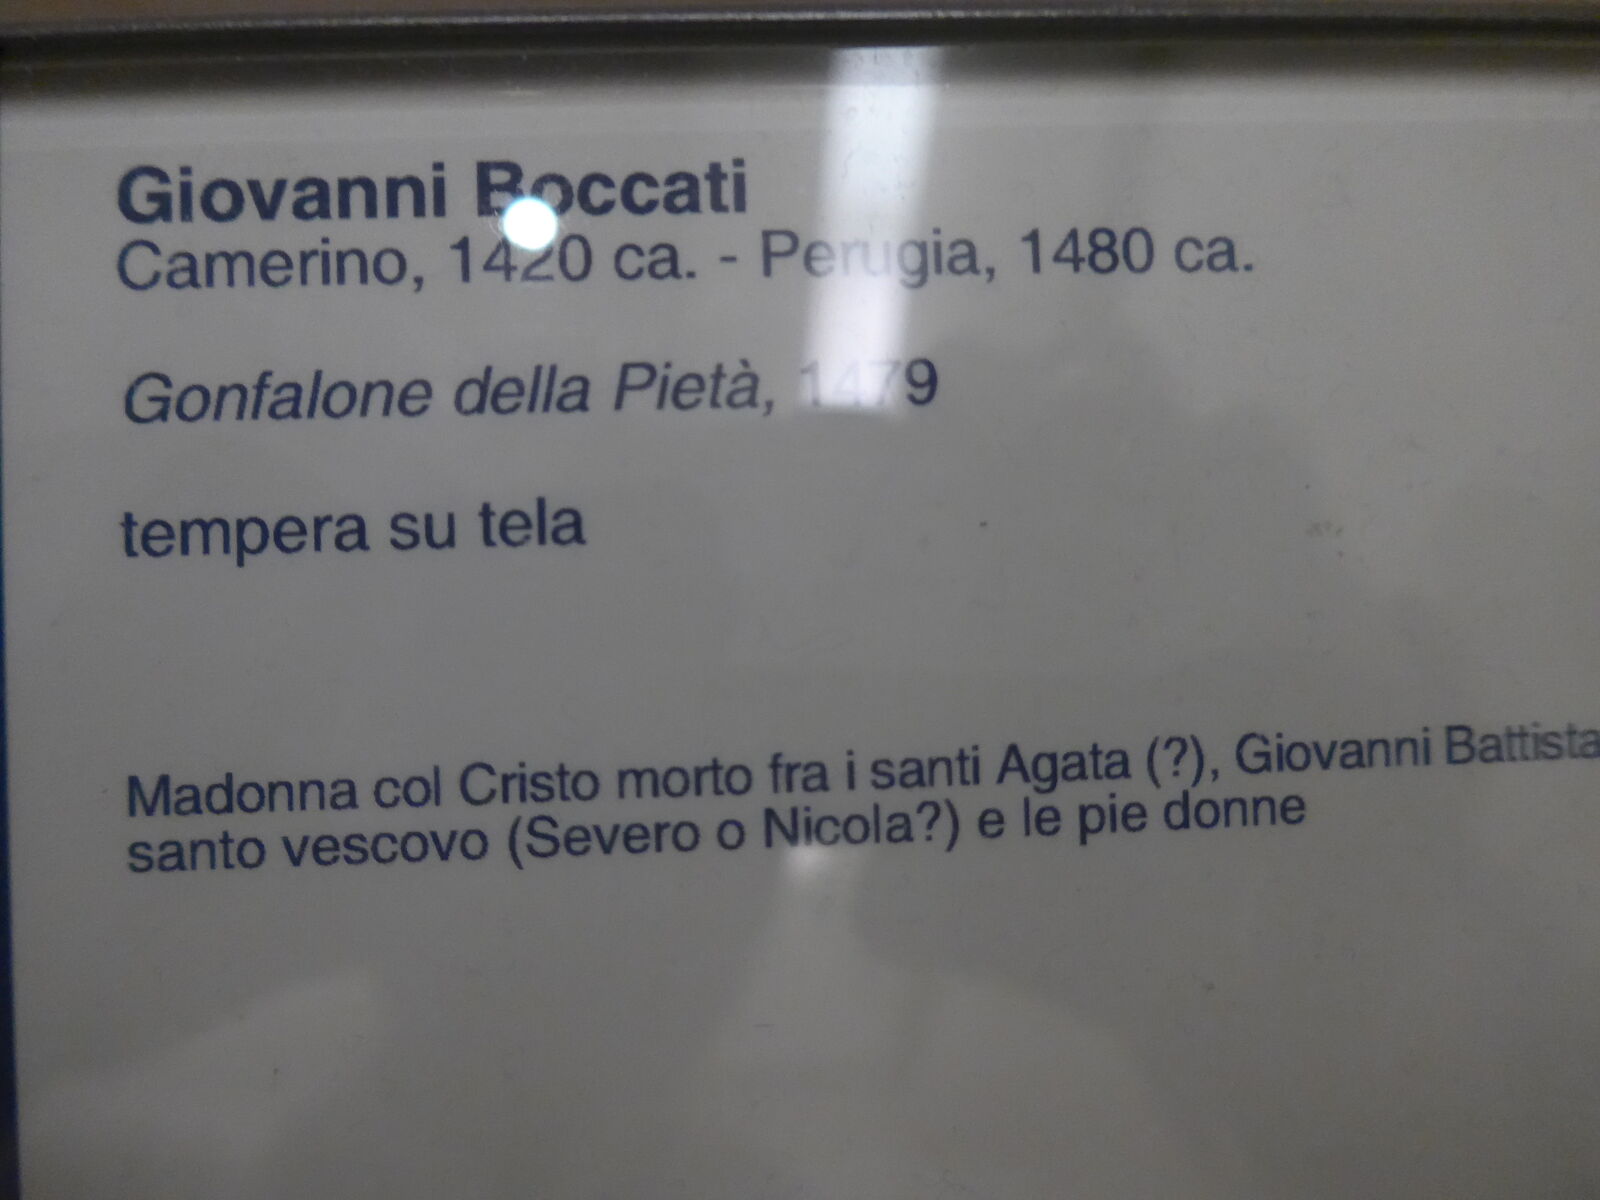 Giovanni Boccati
Camerino, 1420 ca. - Perugia, 1480 ca.
Gonfalone della Pietà, 1479
tempera su tela
Madonna col Cristo morto fra i santi Agata (?), Giovanni Battista
santo vescovo (Severo o Nicola?) e le pie donne